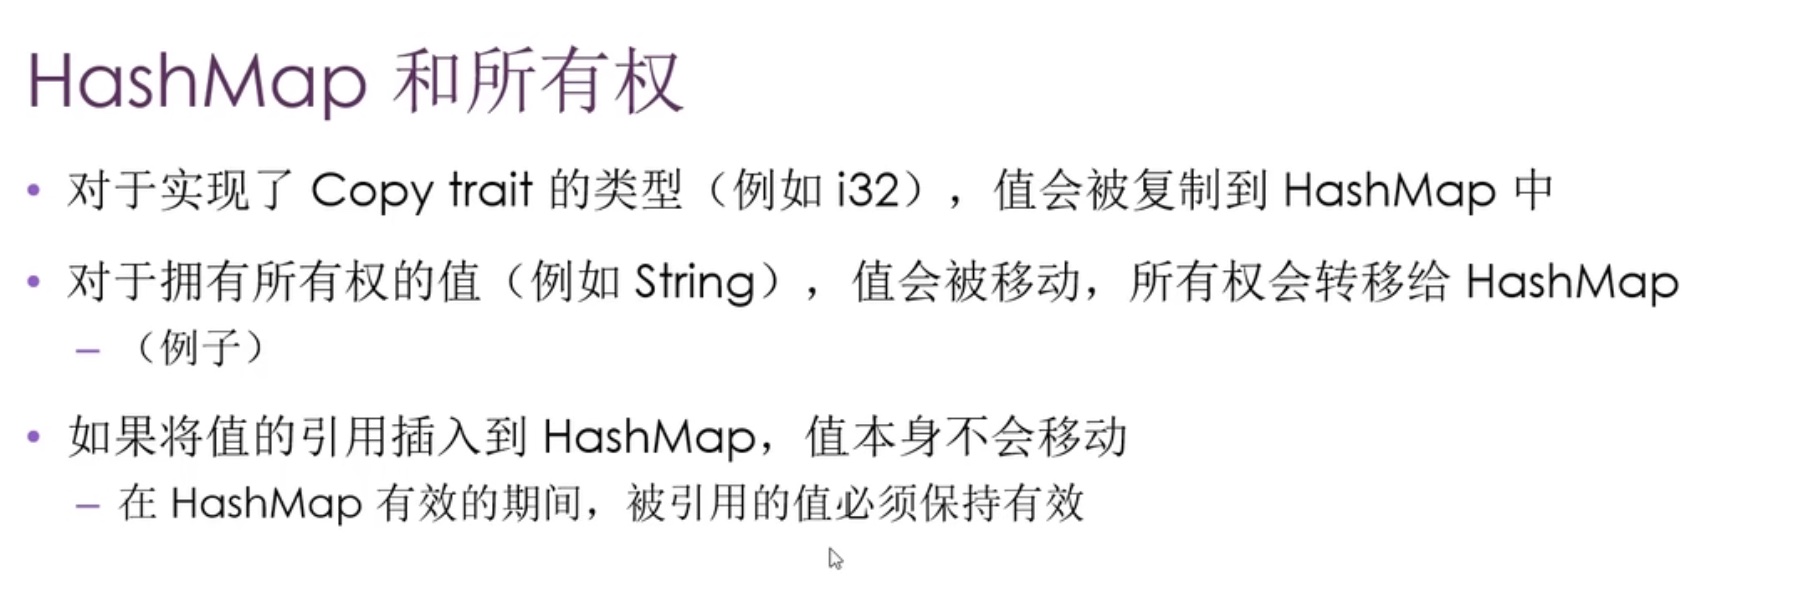 HashMap 和所有权
• 对于实现了 Copy trait 的类型（例如 i32），值会被复制到 HashMap 中
• 对于拥有所有权的值（例如 String），值会被移动，所有权会转移给 HashMap
– （例子）
• 如果将值的引用插入到 HashMap，值本身不会移动
– 在 HashMap 有效的期间，被引用的值必须保持有效